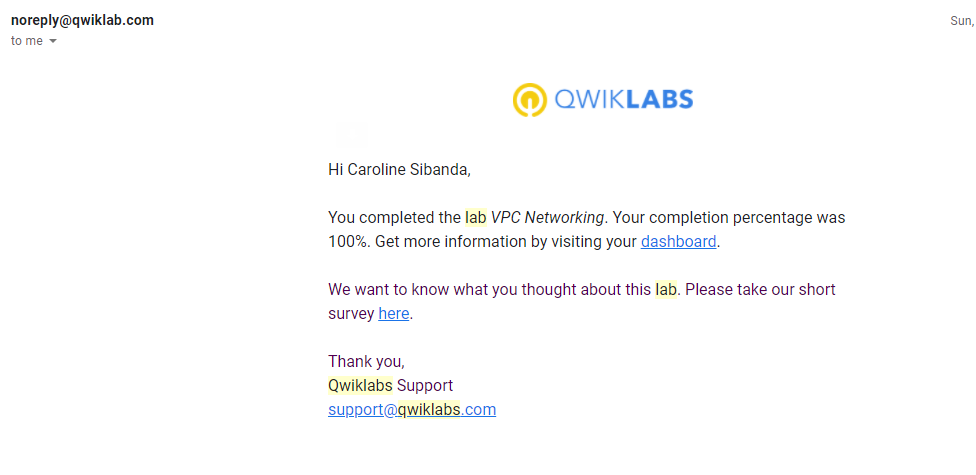 noreply@qwiklab.com
Sun,
to me
QWIKLABS
Hi Caroline Sibanda,
You completed the lab VPC Networking. Your completion percentage was
100%. Get more information by visiting your dashboard.
We want to know what you thought about this lab. Please take our short
survey here.
Thank you,
Qwiklabs Support
support@qwiklabs.com